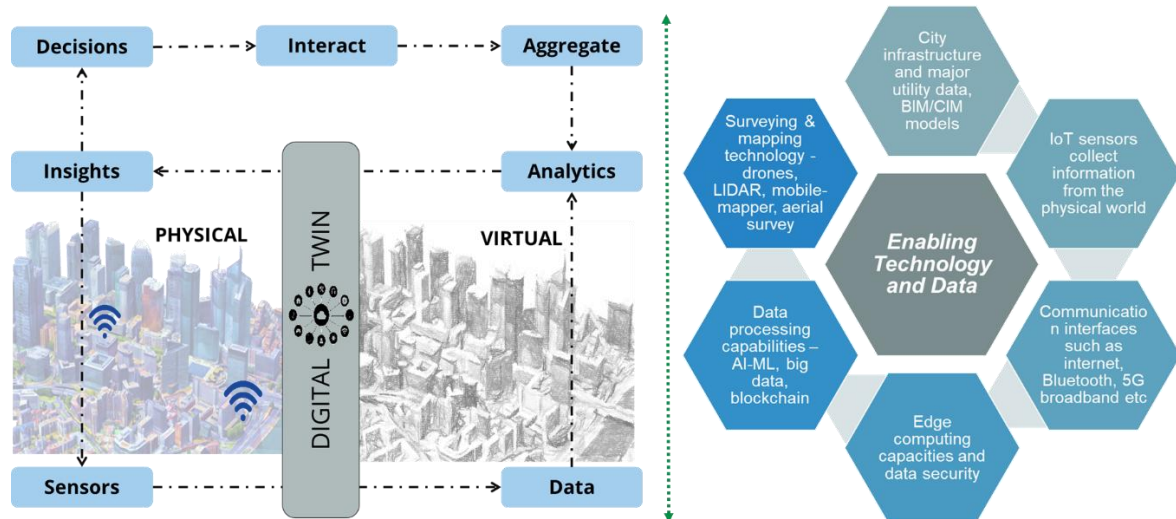 Decisions
Interact
Aggregate
Insights
Analytics
PHYSICAL
VIRTUAL
DIGITAL TWIN
Sensors
Data
City
infrastructure
and major
utility data,
BIM/CIM
models
IoT sensors
collect
information
from the
physical world
Communicatio
n interfaces
such as
internet,
Bluetooth, 5G
broadband etc
Edge
computing
capacities and
data security
Data
processing
capabilities –
AI-ML, big
data,
blockchain
Surveying &
mapping
technology -
drones,
LIDAR, mobile-
mapper, aerial
survey
Enabling
Technology
and Data